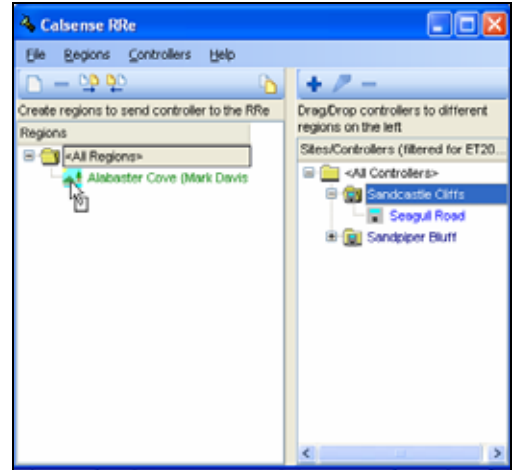 Calsense RRe
File Regions Controllers Help
Create regions to send controller to the RRe
Regions
<All Regions>
Alabaster Cove (Mark Davis
Drag/Drop controllers to different
regions on the left
Sites/Controllers (filtered for ET20...
<All Controllers>
Sandcastle Cliffs
Seagull Road
Sandpiper Bluff